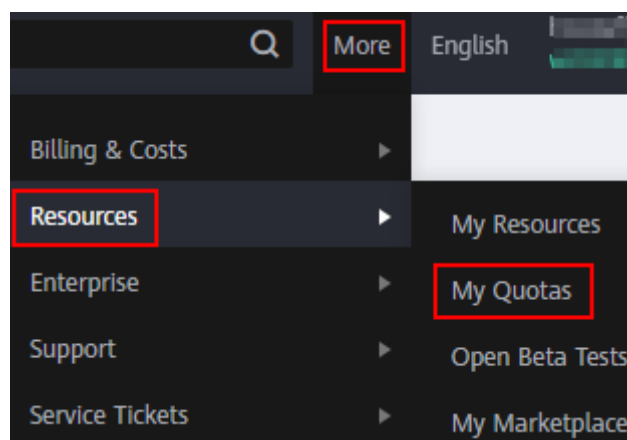 More English
Billing & Costs
Resources
My Resources
Enterprise
My Quotas
Support
Open Beta Tests
Service Tickets
My Marketplace